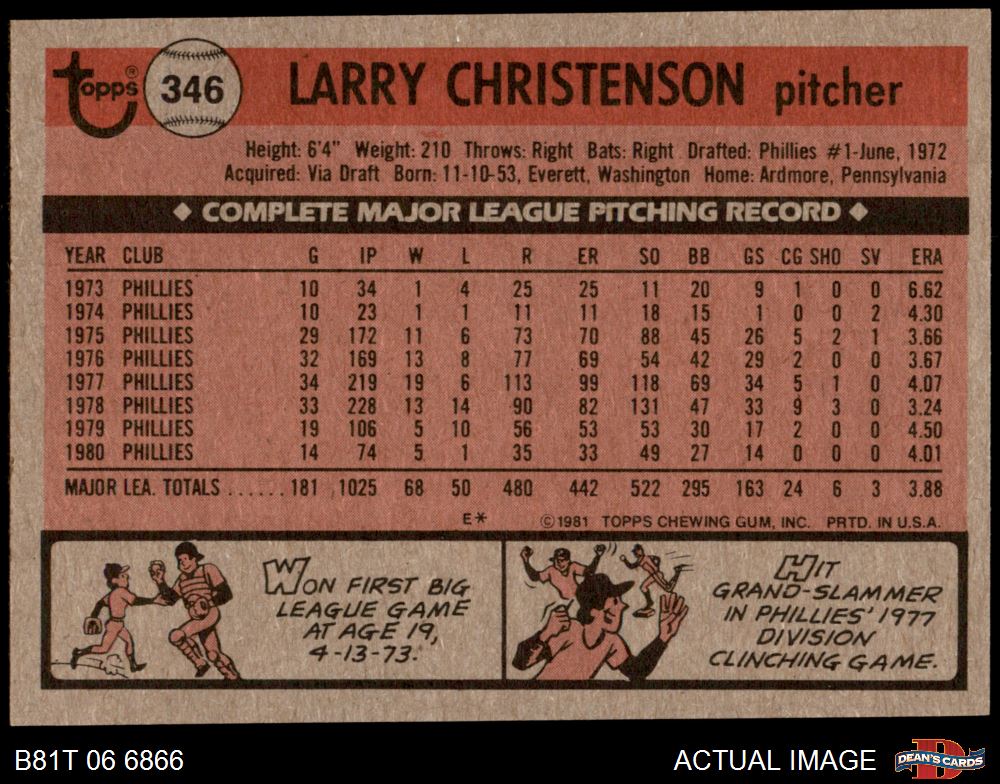 topps® 346 LARRY CHRISTENSON pitcher
Height: 6'4" Weight: 210 Throws: Right Bats: Right Drafted: Phillies #1-June, 1972
Acquired: Via Draft Born: 11-10-53, Everett, Washington Home: Ardmore, Pennsylvania
◆ COMPLETE MAJOR LEAGUE PITCHING RECORD ◆
YEAR CLUB G IP W L R ER SO BB GS CG SHO SV ERA
1973 PHILLIES 10 34 1 4 25 25 11 20 9 1 0 0 6.62
1974 PHILLIES 10 23 1 1 11 11 18 15 1 0 0 2 4.30
1975 PHILLIES 29 172 11 6 73 70 88 45 26 5 2 1 3.66
1976 PHILLIES 32 169 13 8 77 69 54 42 29 2 0 0 3.67
1977 PHILLIES 34 219 19 6 113 99 118 69 34 5 1 0 4.07
1978 PHILLIES 33 228 13 14 90 82 131 47 33 9 3 0 3.24
1979 PHILLIES 19 106 5 10 56 53 53 30 17 2 0 0 4.50
1980 PHILLIES 14 74 5 1 35 33 49 27 14 0 0 0 4.01
MAJOR LEA. TOTALS ...... 181 1025 68 50 480 442 522 295 163 24 6 3 3.88
E* ©1981 TOPPS CHEWING GUM, INC. PRTD. IN U.S.A.
WON FIRST BIG
LEAGUE GAME
AT AGE 19,
4-13-73.
HIT
GRAND-SLAMMER
IN PHILLIES' 1977
DIVISION
CLINCHING GAME.
B81T 06 6866 ACTUAL IMAGE D DEAN'S CARDS